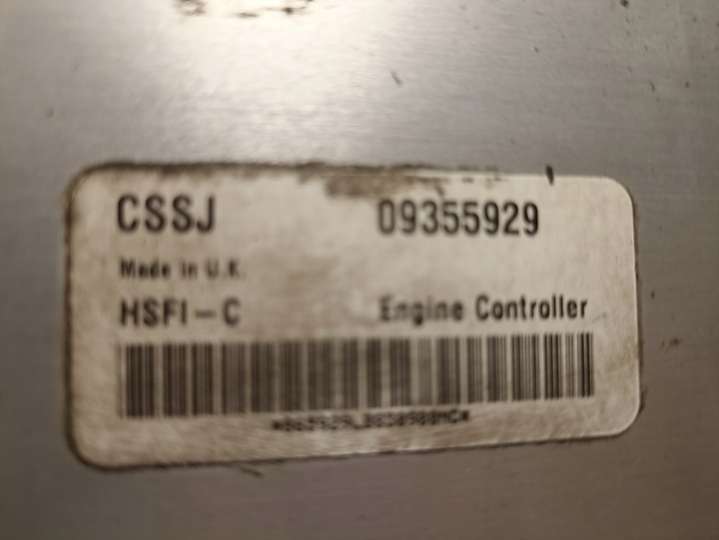 CSSJ 09355929
Made in U.K.
HSFI-C Engine Controller